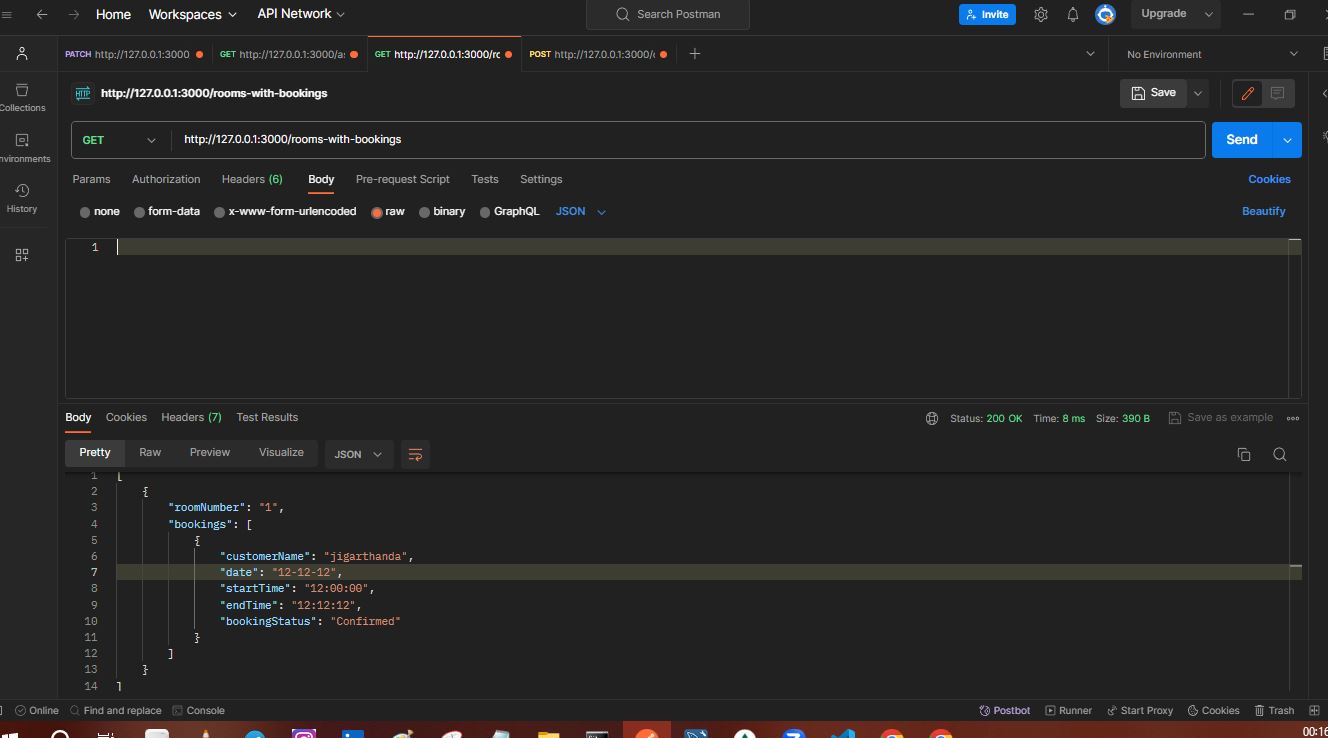 Home Workspaces API Network Search Postman Invite Upgrade
PATCH http://127.0.0.1:3000 GET http://127.0.0.1:3000/a GET http://127.0.0.1:3000/ro POST http://127.0.0.1:3000/ No Environment
http://127.0.0.1:3000/rooms-with-bookings Save
Collections
GET http://127.0.0.1:3000/rooms-with-bookings Send
nvironments
Params Authorization Headers (6) Body Pre-request Script Tests Settings Cookies
History
none form-data x-www-form-urlencoded raw binary GraphQL JSON Beautify
1
Body Cookies Headers (7) Test Results Status: 200 OK Time: 8 ms Size: 390 B Save as example
Pretty Raw Preview Visualize JSON
1 [
2 {
3 "roomNumber": "1",
4 "bookings": [
5 {
6 "customerName": "jigarthanda",
7 "date": "12-12-12",
8 "startTime": "12:00:00",
9 "endTime": "12:12:12",
10 "bookingStatus": "Confirmed"
11 }
12 ]
13 }
14 ]
Online Find and replace Console Postbot Runner Start Proxy Cookies Trash
00:16